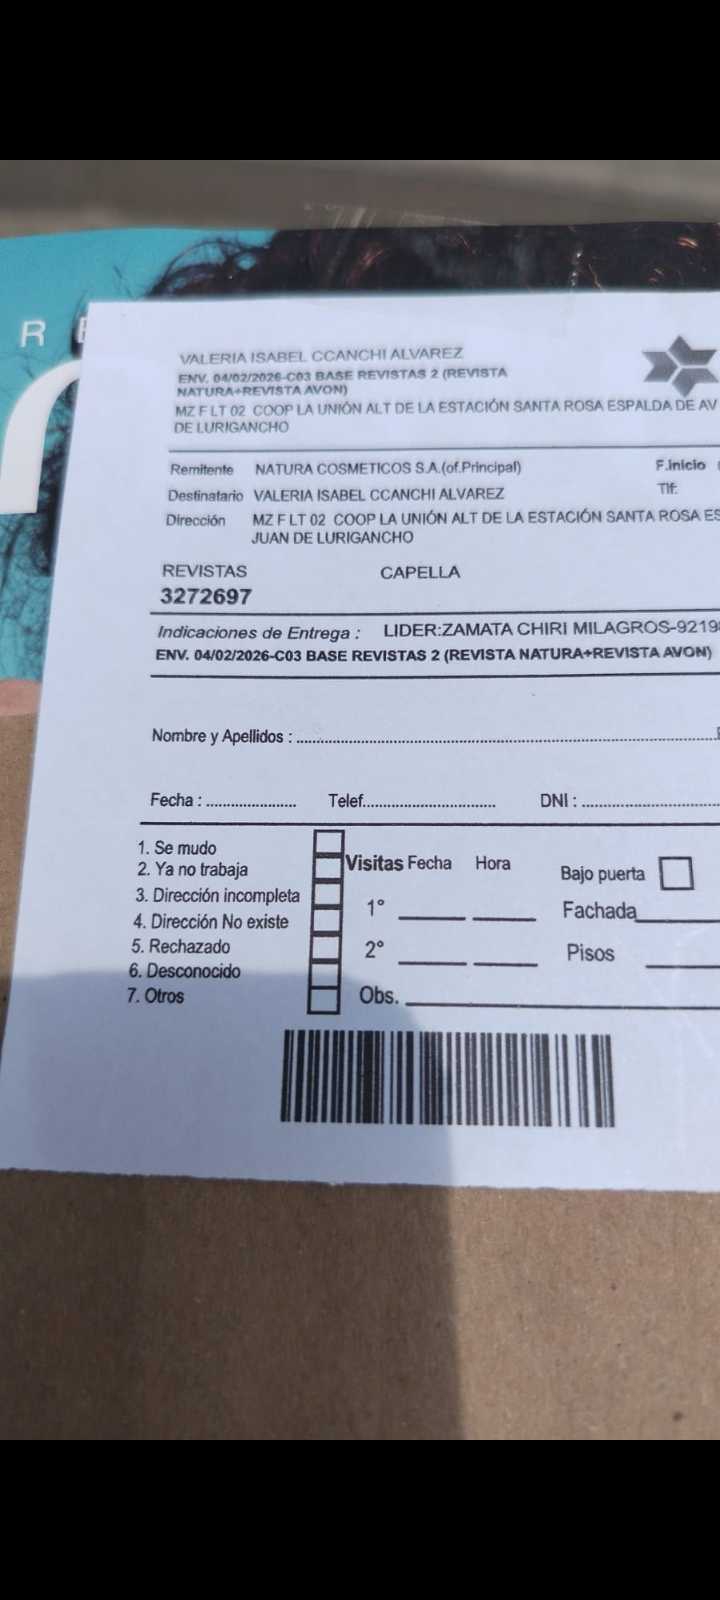 R
VALERIA ISABEL CCANCHI ALVAREZ
ENV. 04/02/2026-C03 BASE REVISTAS 2 (REVISTA
NATURA+REVISTA AVON)
MZ F LT 02 COOP LA UNIÓN ALT DE LA ESTACIÓN SANTA ROSA ESPALDA DE AV
DE LURIGANCHO
Remitente NATURA COSMETICOS S.A.(of.Principal) F.Inicio
Destinatario VALERIA ISABEL CCANCHI ALVAREZ Tlf:
Dirección MZ F LT 02 COOP LA UNIÓN ALT DE LA ESTACIÓN SANTA ROSA ES
JUAN DE LURIGANCHO
REVISTAS CAPELLA
3272697
Indicaciones de Entrega : LIDER:ZAMATA CHIRI MILAGROS-9219
ENV. 04/02/2026-C03 BASE REVISTAS 2 (REVISTA NATURA+REVISTA AVON)
Nombre y Apellidos :
Fecha : Telef. DNI :
1. Se mudo
2. Ya no trabaja
3. Dirección incompleta
4. Dirección No existe
5. Rechazado
6. Desconocido
7. Otros
Visitas Fecha Hora
1°
2°
Obs.
Bajo puerta
Fachada
Pisos